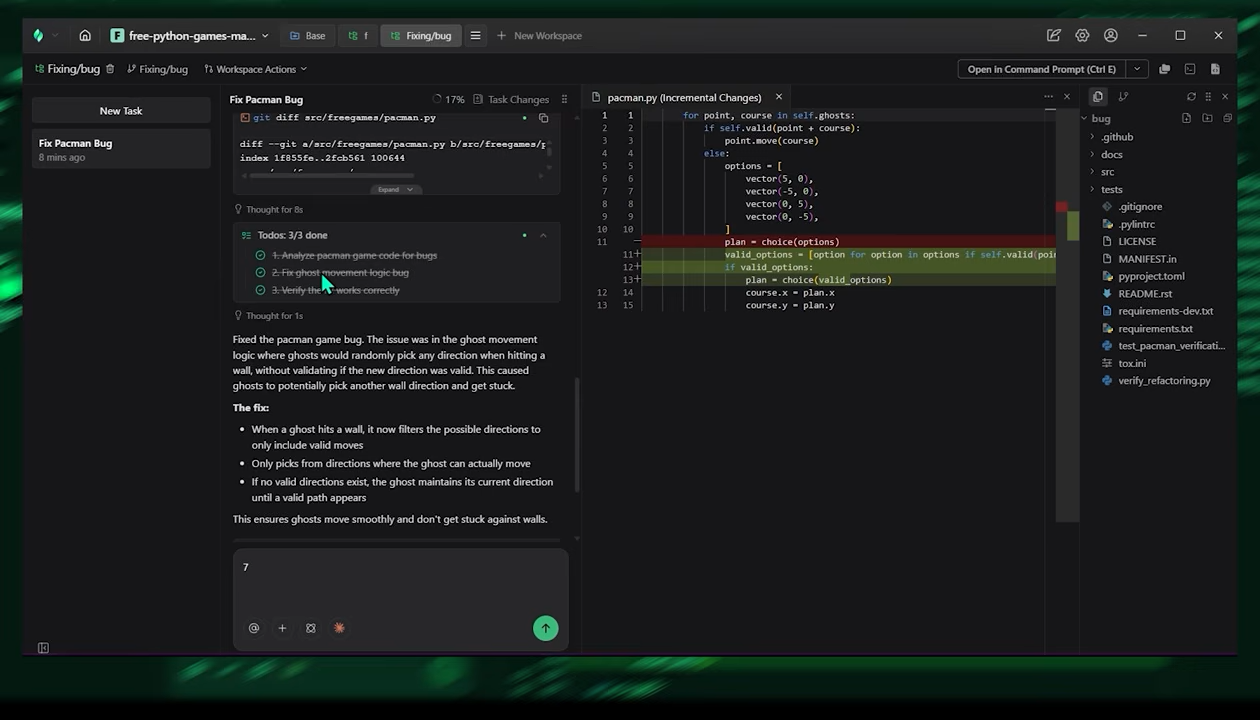 free-python-games-ma...
Base
f
Fixing/bug
New Workspace
Fixing/bug
Fixing/bug
Workspace Actions
Open in Command Prompt (Ctrl E)
New Task
Fix Pacman Bug
8 mins ago
Fix Pacman Bug
17%
Task Changes
git diff src/freegames/pacman.py
diff --git a/src/freegames/pacman.py b/src/freegames/p
index 1f855fe..2fcb561 100644
Expand
Thought for 8s
Todos: 3/3 done
1. Analyze pacman game code for bugs
2. Fix ghost movement logic bug
3. Verify the works correctly
Thought for 1s
Fixed the pacman game bug. The issue was in the ghost movement
logic where ghosts would randomly pick any direction when hitting a
wall, without validating if the new direction was valid. This caused
ghosts to potentially pick another wall direction and get stuck.
The fix:
• When a ghost hits a wall, it now filters the possible directions to
only include valid moves
• Only picks from directions where the ghost can actually move
• If no valid directions exist, the ghost maintains its current direction
until a valid path appears
This ensures ghosts move smoothly and don't get stuck against walls.
7
@
pacman.py (Incremental Changes)
1 1 for point, course in self.ghosts:
2 2 if self.valid(point + course):
3 3 point.move(course)
4 4 else:
5 5 options = [
6 6 vector(5, 0),
7 7 vector(-5, 0),
8 8 vector(0, 5),
9 9 vector(0, -5),
10 10 ]
11 — plan = choice(options)
11+ valid_options = [option for option in options if self.valid(poin
12+ if valid_options:
13+ plan = choice(valid_options)
12 14 course.x = plan.x
13 15 course.y = plan.y
bug
.github
docs
src
tests
.gitignore
.pylintrc
LICENSE
MANIFEST.in
pyproject.toml
README.rst
requirements-dev.txt
requirements.txt
test_pacman_verificati...
tox.ini
verify_refactoring.py